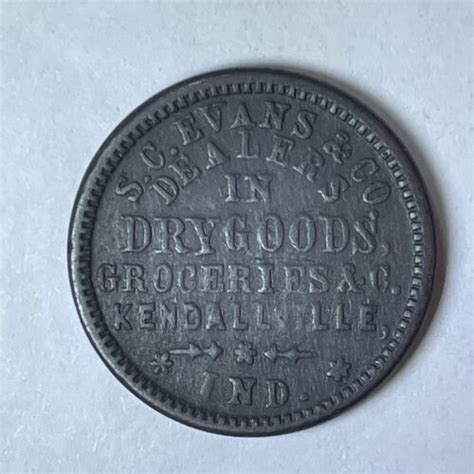 S.C. EVANS & CO
DEALERS
IN
DRY GOODS,
GROCERIES & C.
KENDALLVILLE,
IND.